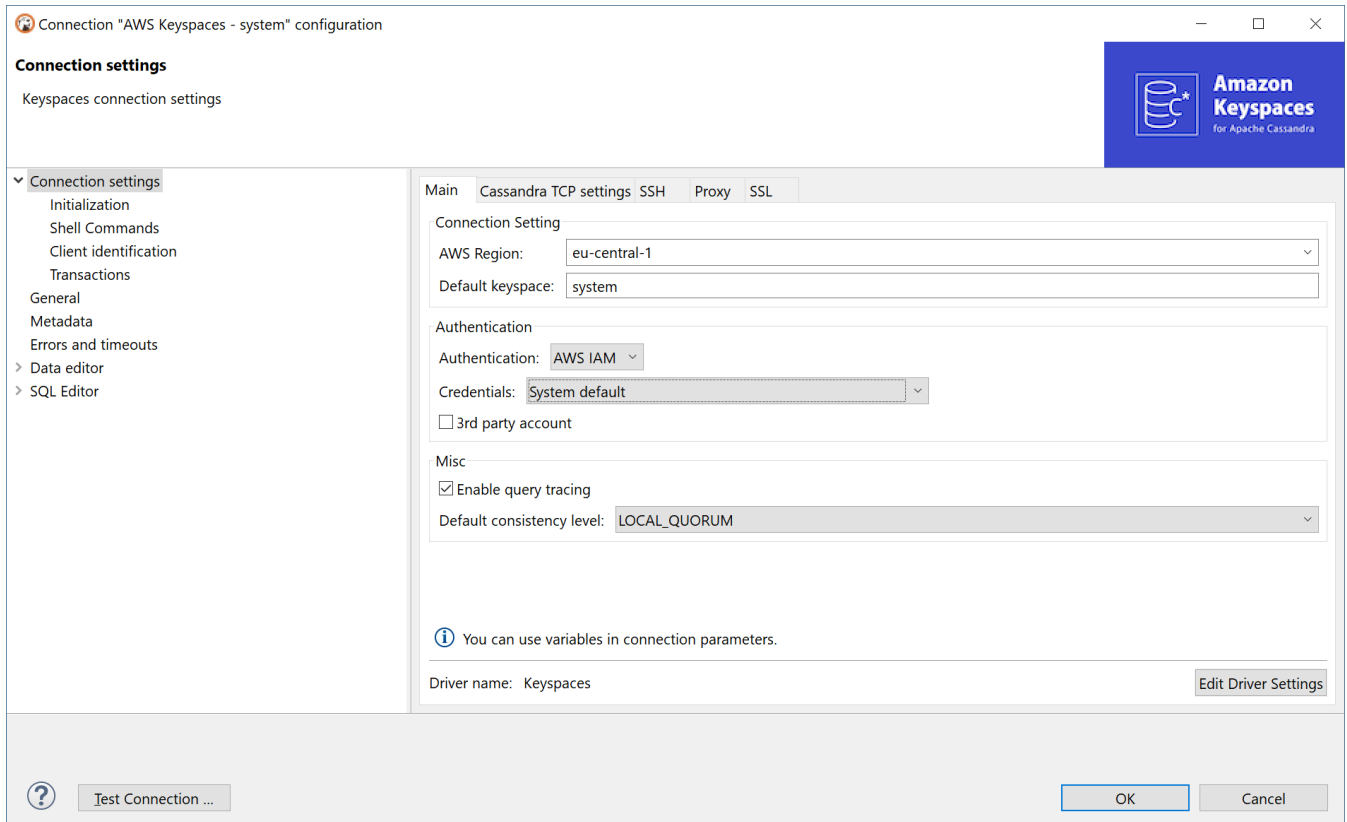 Connection "AWS Keyspaces - system" configuration
Connection settings
Keyspaces connection settings
Amazon
Keyspaces
for Apache Cassandra
Connection settings
Initialization
Shell Commands
Client identification
Transactions
General
Metadata
Errors and timeouts
Data editor
SQL Editor
Main Cassandra TCP settings SSH Proxy SSL
Connection Setting
AWS Region: eu-central-1
Default keyspace: system
Authentication
Authentication: AWS IAM
Credentials: System default
3rd party account
Misc
Enable query tracing
Default consistency level: LOCAL_QUORUM
You can use variables in connection parameters.
Driver name: Keyspaces Edit Driver Settings
Test Connection ... OK Cancel